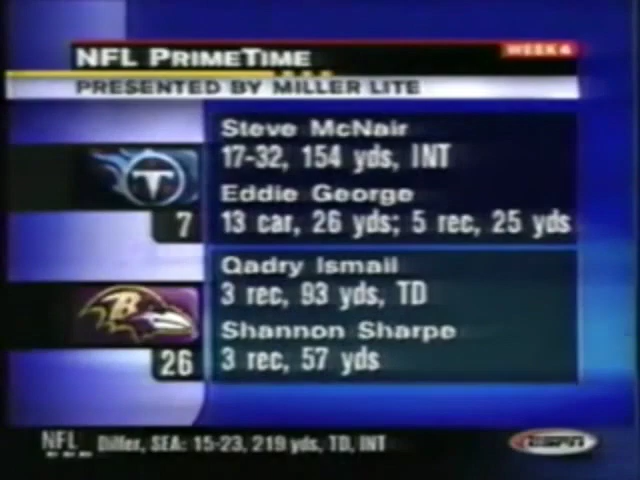 NFL PRIMETIME
WEEK 4
PRESENTED BY MILLER LITE
Steve McNair
17-32, 154 yds, INT
Eddie George
7
13 car, 26 yds; 5 rec, 25 yds
Qadry Ismail
3 rec, 93 yds, TD
Shannon Sharpe
26
3 rec, 57 yds
NFL Dilfer, SEA: 15-23, 219 yds, TD, INT
ESPN